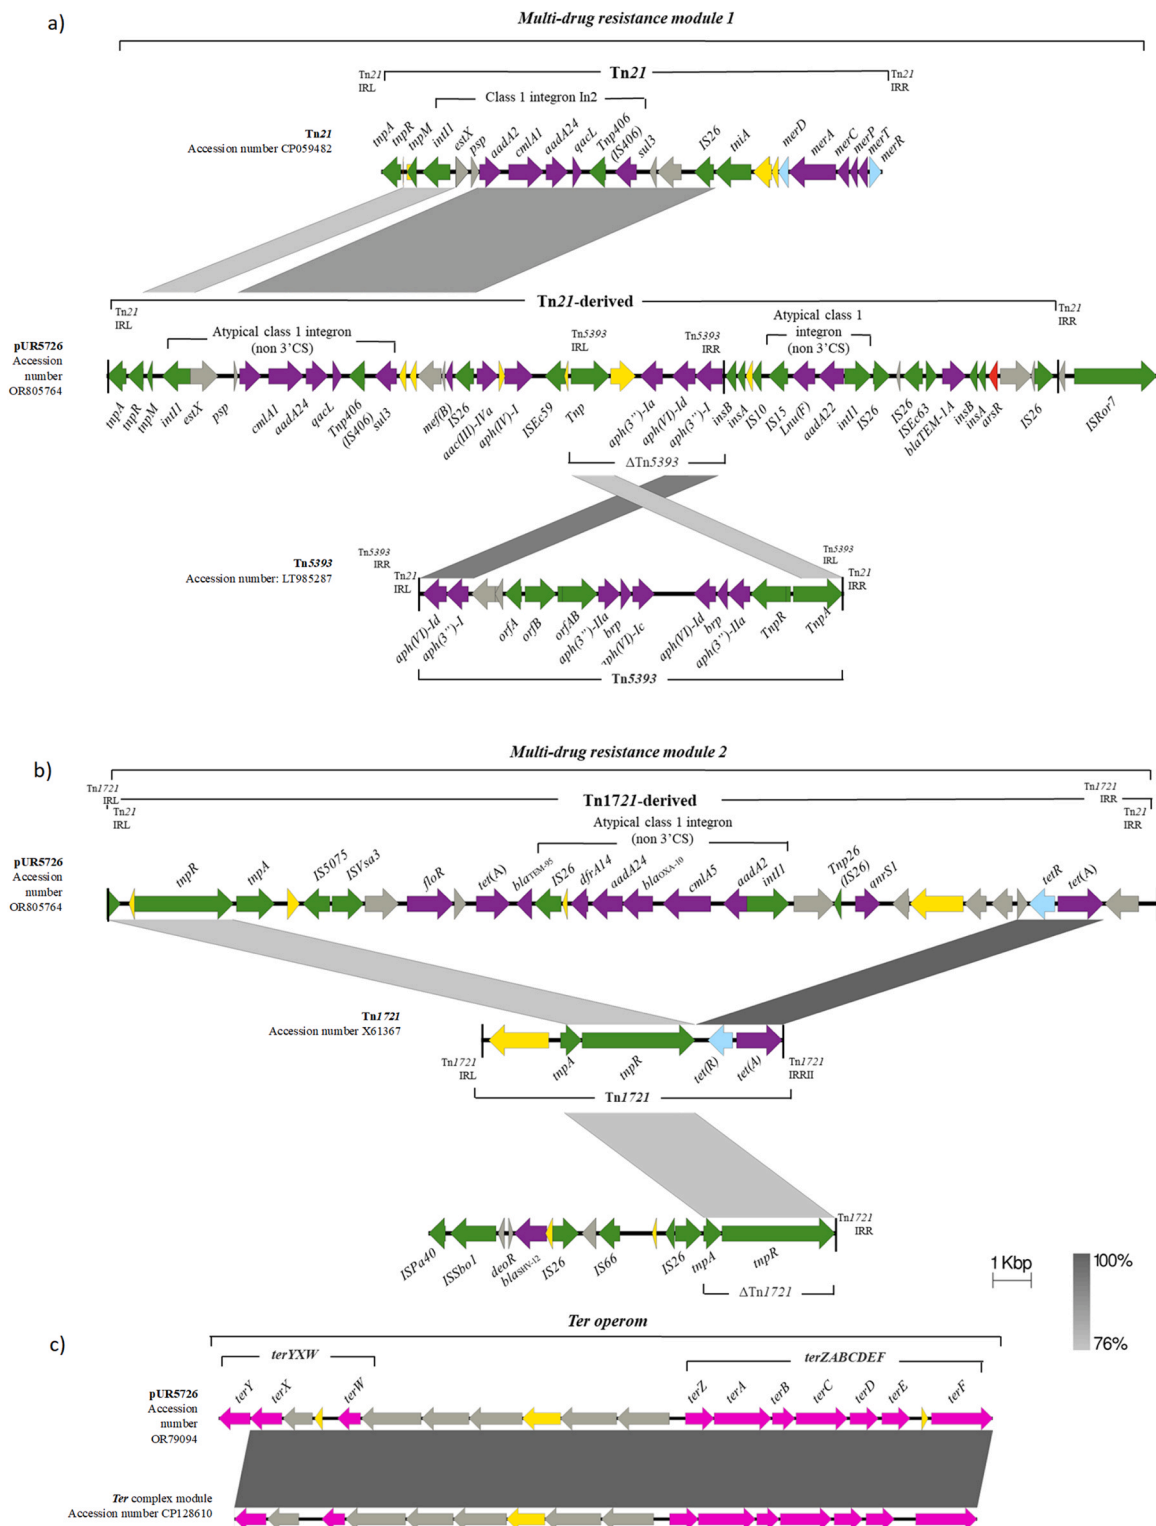 a)
Multi-drug resistance module 1
Tn21
IRL
Tn21
Tn21
IRR
Class 1 integron In2
Tn21
Accession number CP059482
tnpA
tnpR
tnpM
intI1
estX
psp
aadA2
cmlA1
aadA24
qacL
Tnp406
(IS406)
sul3
IS26
tniA
merD
merA
merC
merP
merT
merR
Tn21
IRL
Tn21-derived
Tn21
IRR
Atypical class 1 integron
(non 3'CS)
Tn5393
IRL
Tn5393
IRR
Atypical class 1
integron
(non 3'CS)
pUR5726
Accession
number
OR805764
tnpA
tnpR
tnpM
intI1
estX
psp
cmlA1
aadA24
qacL
Tnp406
(IS406)
sul3
mef(B)
IS26
aac(II)-IVa
aph(IV)-I
ISEc59
Tnp
aph(3'')-Ia
aph(VI)-Id
aph(3'')-I
insB
insA
IS10
IS15
Lnu(F)
aadA22
intI1
IS26
IS26
ISEc63
blaTEM-1A
insB
insA
arsR
IS26
ISRor7
ΔTn5393
Tn5393
IRR
Tn5393
IRL
Tn5393
Accession number: LT985287
Tn21
IRL
Tn21
IRR
aph(VI)-Id
aph(3'')-I
orfA
orfB
orfAB
aph(3'')-IIa
brp
aph(VI)-Ic
aph(VI)-Id
brp
aph(3'')-IIa
TnpR
TnpA
Tn5393
b)
Multi-drug resistance module 2
Tn1721
IRL
Tn1721-derived
Tn1721
IRR
Tn21
IRL
Tn21
IRR
Atypical class 1 integron
(non 3'CS)
pUR5726
Accession
number
OR805764
tnpR
tnpA
IS5075
ISVsa3
floR
tet(A)
blaTEM-95
IS26
dfrA14
aadA24
blaOXA-10
cmlA5
aadA2
intI1
Tnp26
(IS26)
qnrS1
tetR
tet(A)
Tn1721
Accession number X61367
Tn1721
IRL
tnpA
tnpR
tet(R)
tet(A)
Tn1721
IRRII
Tn1721
Tn1721
IRR
ISPa40
ISSbo1
deoR
blaSHV-12
IS26
IS66
IS26
tnpA
tnpR
ΔTn1721
1 Kbp
100%
76%
c)
Ter operom
terYXW
terZABCDEF
pUR5726
Accession
number
OR79094
terY
terX
terW
terZ
terA
terB
terC
terD
terE
terF
Ter complex module
Accession number CP128610